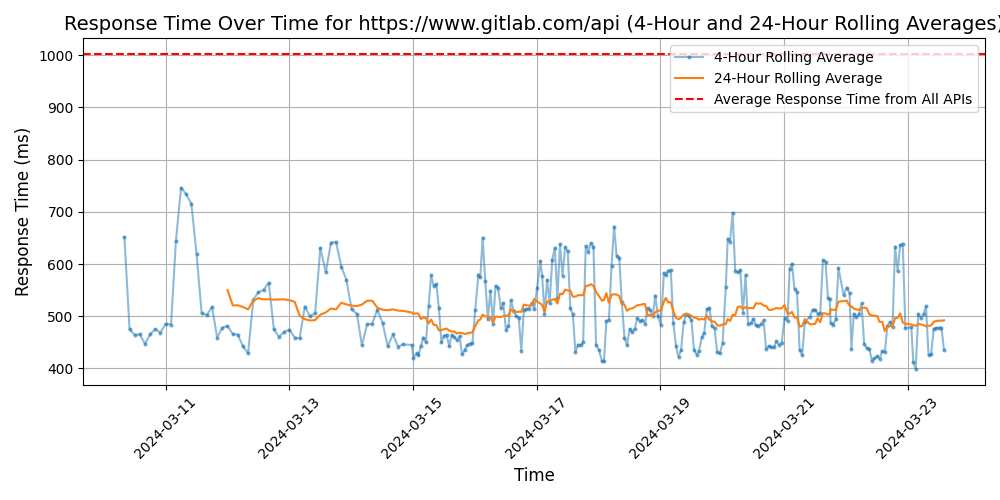 Response Time Over Time for https://www.gitlab.com/api (4-Hour and 24-Hour Rolling Averages)
4-Hour Rolling Average
24-Hour Rolling Average
Average Response Time from All APIs
Response Time (ms)
1000
900
800
700
600
500
400
2024-03-11
2024-03-13
2024-03-15
2024-03-17
2024-03-19
2024-03-21
2024-03-23
Time